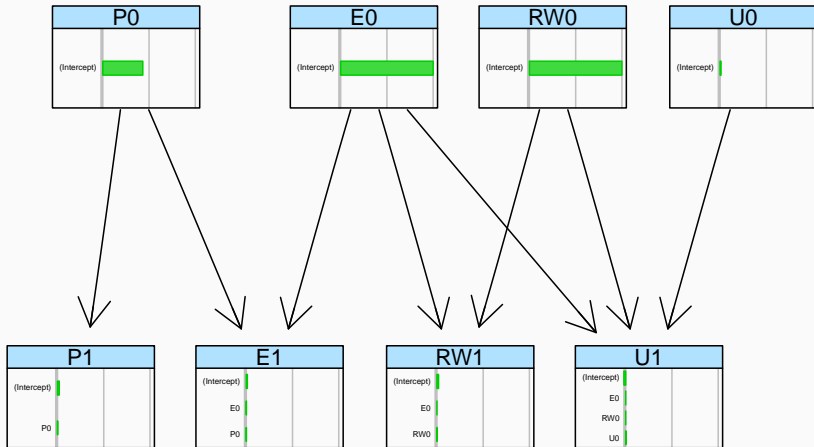 P0
(Intercept)
E0
(Intercept)
RW0
(Intercept)
U0
(Intercept)
P1
(Intercept)
P0
E1
(Intercept)
E0
P0
RW1
(Intercept)
E0
RW0
U1
(Intercept)
E0
RW0
U0